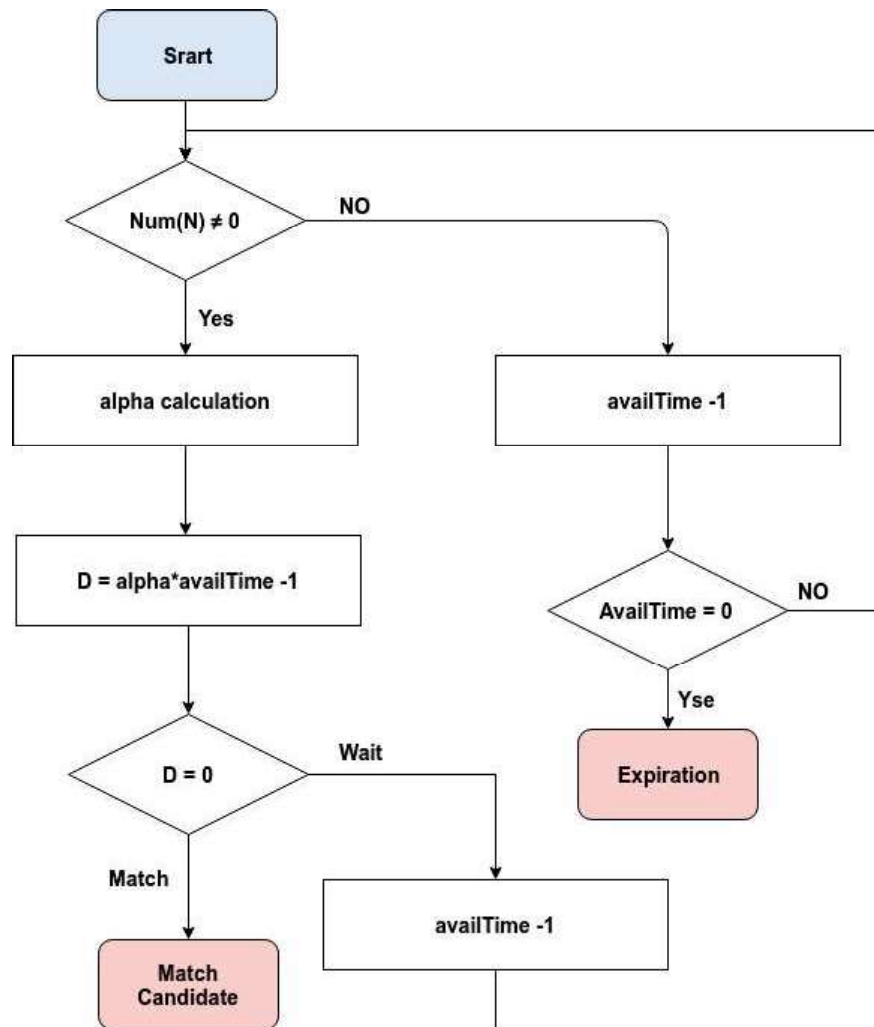 Srart
Num(N) ≠ 0
NO
Yes
alpha calculation
availTime -1
D = alpha*availTime -1
AvailTime = 0
NO
Yse
D = 0
Wait
Expiration
Match
availTime -1
Match
Candidate